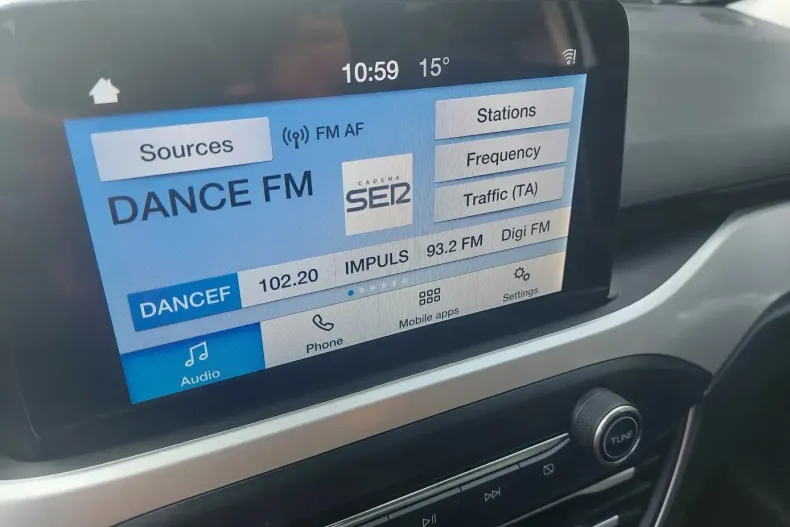 10:59 15°
Sources
FM AF
Stations
Frequency
Traffic (TA)
DANCE FM
CADENA
SER
DANCEF
102.20
IMPULS
93.2 FM
Digi FM
Audio
Phone
Mobile apps
Settings
TUNE